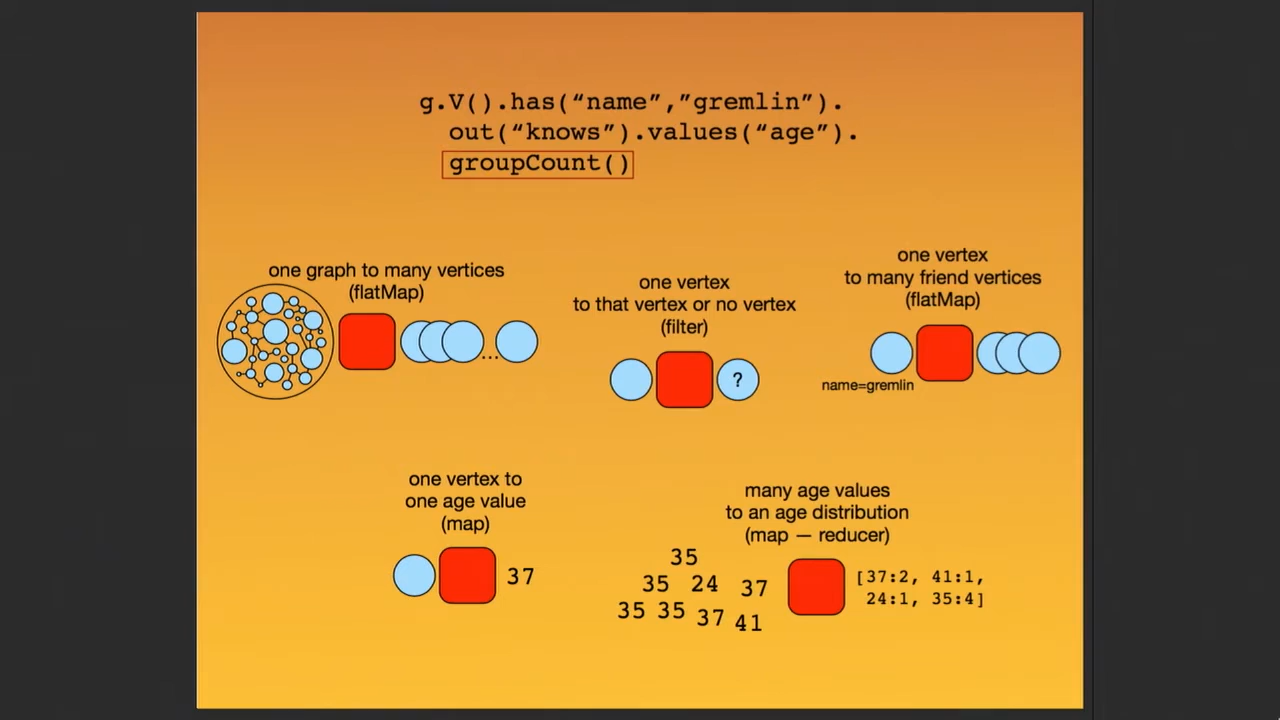 g.V().has(“name”,”gremlin”).
out(“knows”).values(“age”).
groupCount()
one graph to many vertices
(flatMap)
...
one vertex
to that vertex or no vertex
(filter)
?
one vertex
to many friend vertices
(flatMap)
name=gremlin
one vertex to
one age value
(map)
37
many age values
to an age distribution
(map — reducer)
35
35 24 37
35 35 37 41
[37:2, 41:1,
24:1, 35:4]